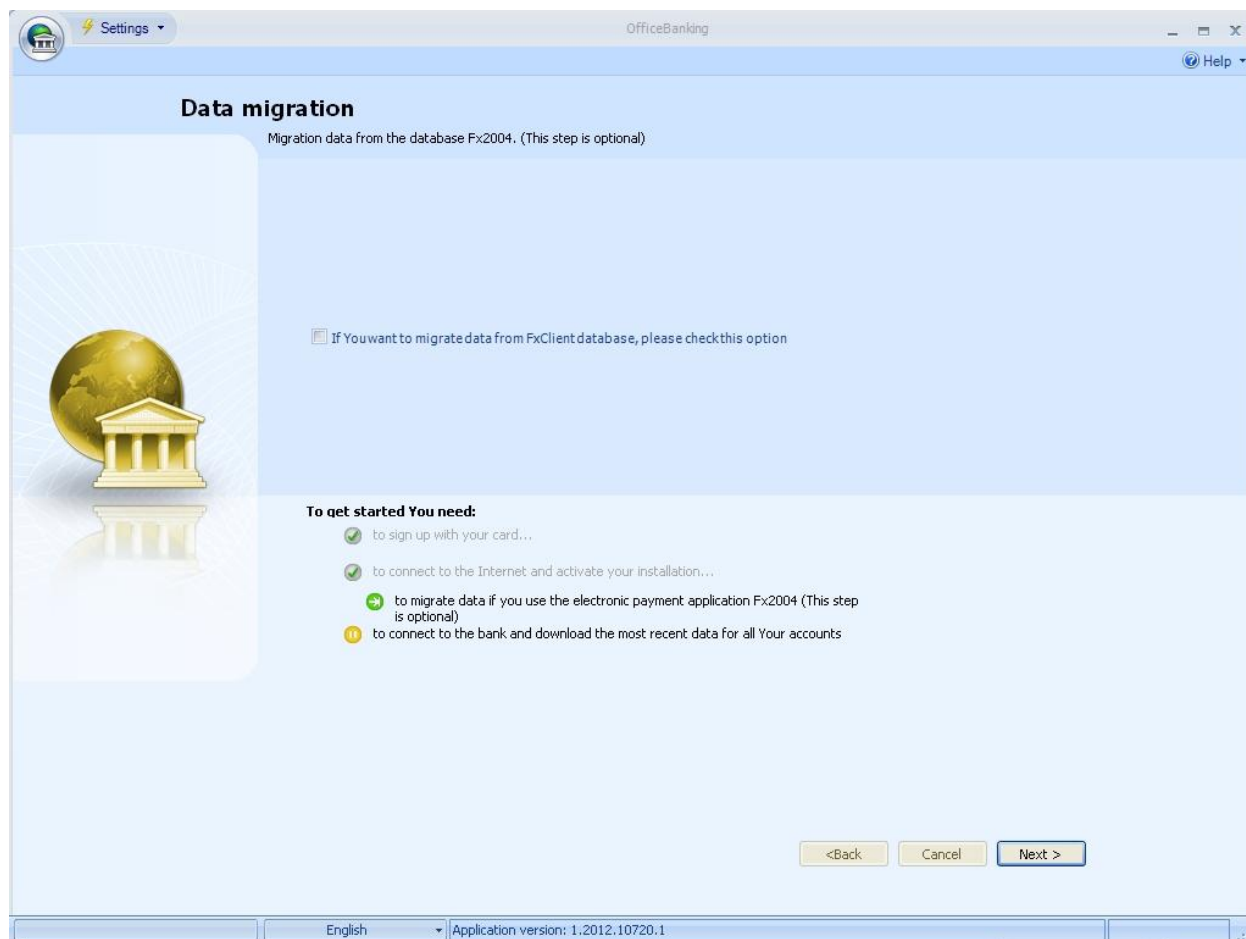 Settings
OfficeBanking
Help
Data migration
Migration data from the database Fx2004. (This step is optional)
If You want to migrate data from FxClient database, please check this option
To get started You need:
to sign up with your card...
to connect to the Internet and activate your installation...
to migrate data if you use the electronic payment application Fx2004 (This step
is optional)
to connect to the bank and download the most recent data for all Your accounts
<Back
Cancel
Next >
English
Application version: 1.2012.10720.1